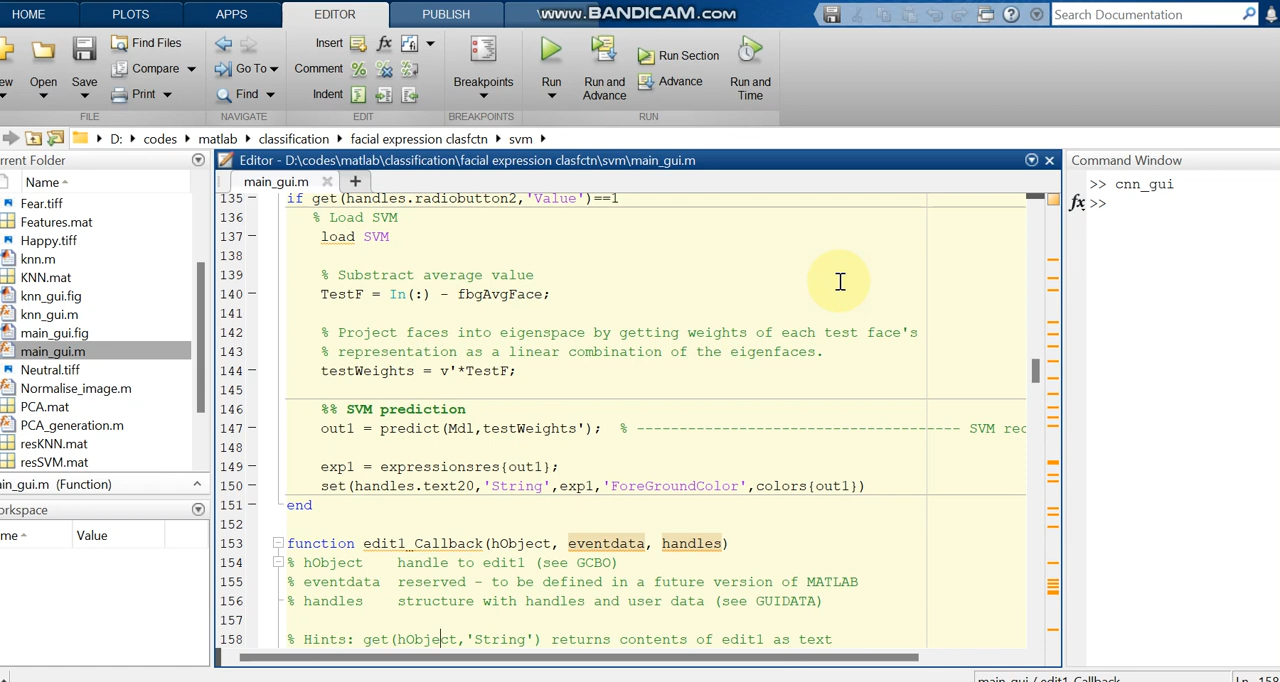 HOME PLOTS APPS EDITOR PUBLISH www.BANDICAM.com Search Documentation
Find Files Insert fx Run Section
Compare Go To Comment Advance
Open Save Print Find Indent Breakpoints Run Run and Advance Run and Time
FILE NAVIGATE EDIT BREAKPOINTS RUN
D: codes matlab classification facial expression clasfctn svm
rrent Folder
Name
Fear.tiff
Features.mat
Happy.tiff
knn.m
KNN.mat
knn_gui.fig
knn_gui.m
main_gui.fig
main_gui.m
Neutral.tiff
Normalise_image.m
PCA.mat
PCA_generation.m
resKNN.mat
resSVM.mat
in_gui.m (Function)
orkspace
me Value
Editor - D:\codes\matlab\classification\facial expression clasfctn\svm\main_gui.m
main_gui.m
135 if get(handles.radiobutton2,'Value')==1
136 % Load SVM
137 load SVM
138
139 % Substract average value
140 TestF = In(:) - fbgAvgFace;
141
142 % Project faces into eigenspace by getting weights of each test face's
143 % representation as a linear combination of the eigenfaces.
144 testWeights = v'*TestF;
145
146 %% SVM prediction
147 out1 = predict(Mdl,testWeights'); % -------------------------------------- SVM rec
148
149 exp1 = expressionsres{out1};
150 set(handles.text20,'String',exp1,'ForeGroundColor',colors{out1})
151 end
152
153 function edit1_Callback(hObject, eventdata, handles)
154 % hObject    handle to edit1 (see GCBO)
155 % eventdata  reserved - to be defined in a future version of MATLAB
156 % handles    structure with handles and user data (see GUIDATA)
157
158 % Hints: get(hObject,'String') returns contents of edit1 as text
Command Window
>> cnn_gui
fx >>